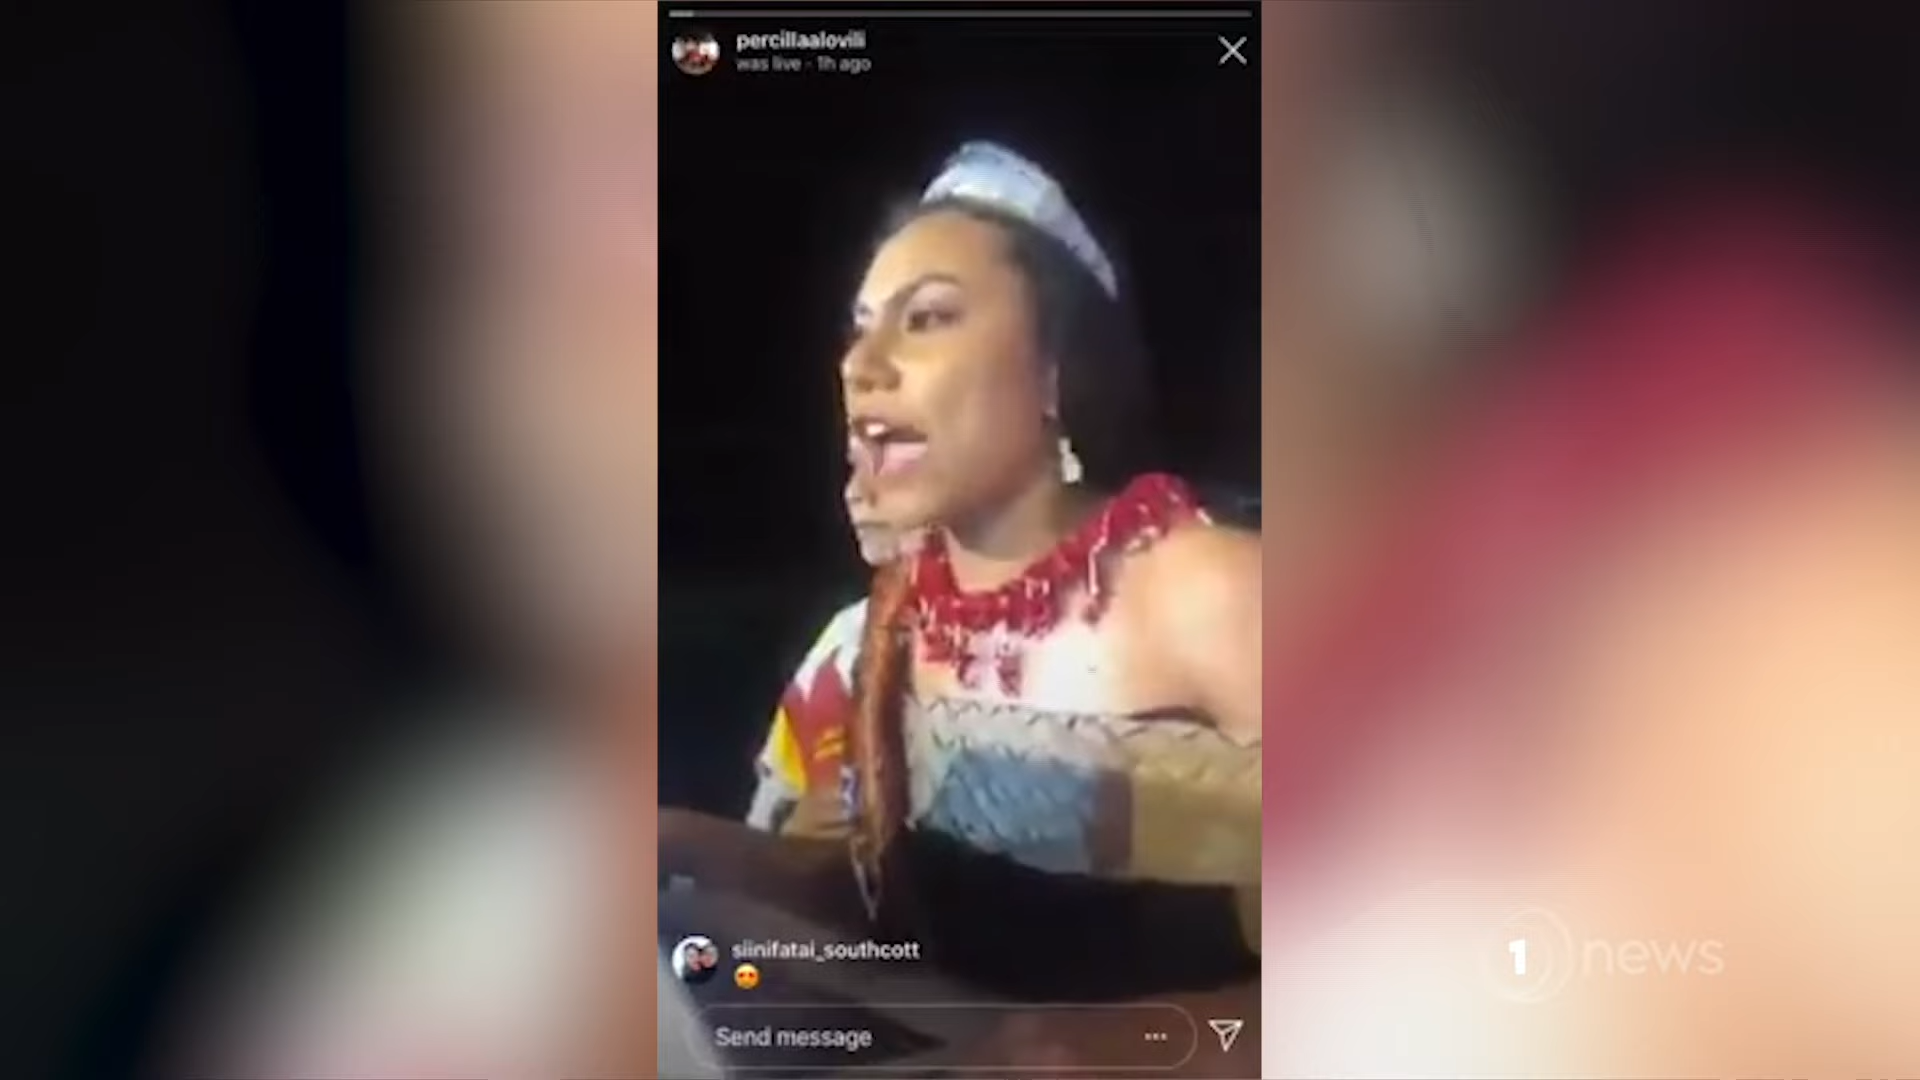 percillaalovili
was live · 1h ago
siinifatai_southcott
Send message
1 news